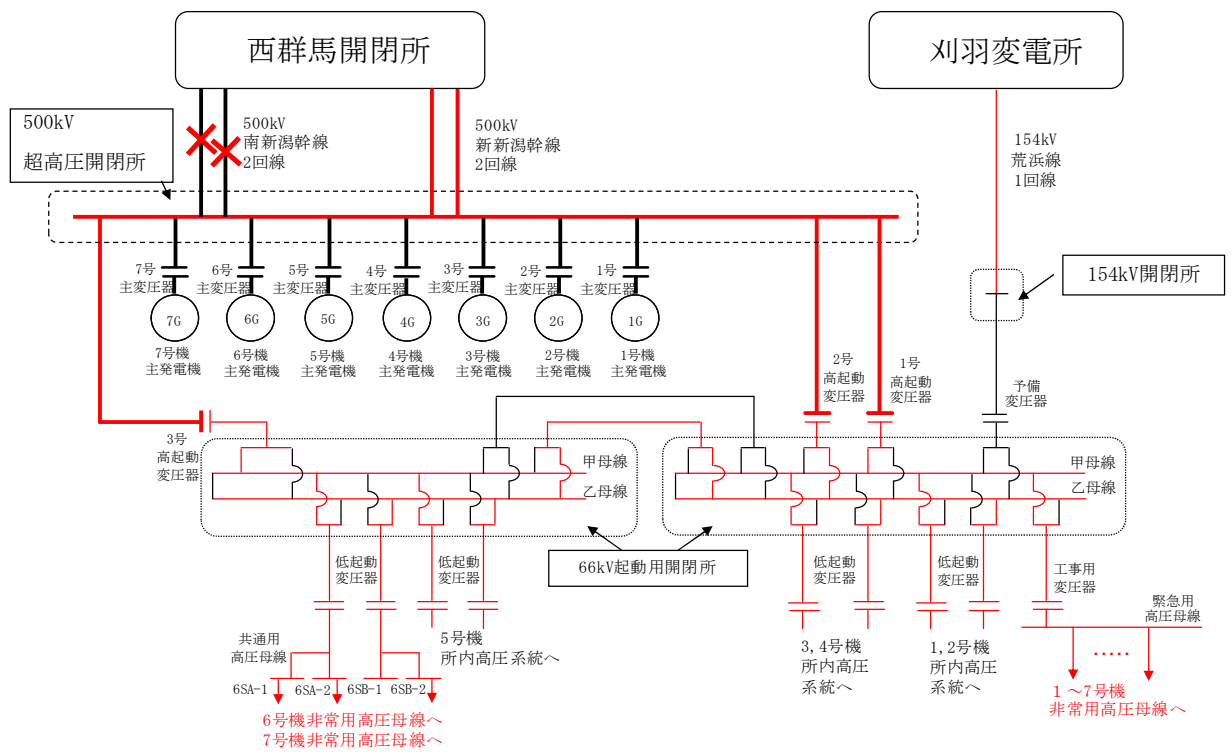 西群馬開閉所
刈羽変電所
500kV
超高圧開閉所
500kV
南新潟幹線
2回線
500kV
新新潟幹線
2回線
154kV
荒浜線
1回線
154kV開閉所
7号
主変圧器
6号
主変圧器
5号
主変圧器
4号
主変圧器
3号
主変圧器
2号
主変圧器
1号
主変圧器
7G
6G
5G
4G
3G
2G
1G
7号機
主発電機
6号機
主発電機
5号機
主発電機
4号機
主発電機
3号機
主発電機
2号機
主発電機
1号機
主発電機
2号
高起動
変圧器
1号
高起動
変圧器
予備
変圧器
3号
高起動
変圧器
甲母線
乙母線
甲母線
乙母線
66kV起動用開閉所
低起動
変圧器
低起動
変圧器
低起動
変圧器
低起動
変圧器
工事用
変圧器
緊急用
高圧母線
共通用
高圧母線
5号機
所内高圧系統へ
3,4号機
所内高圧
系統へ
1,2号機
所内高圧
系統へ
.....
1～7号機
非常用高圧母線へ
6SA-1
6SA-2
6SB-1
6SB-2
6号機非常用高圧母線へ
7号機非常用高圧母線へ